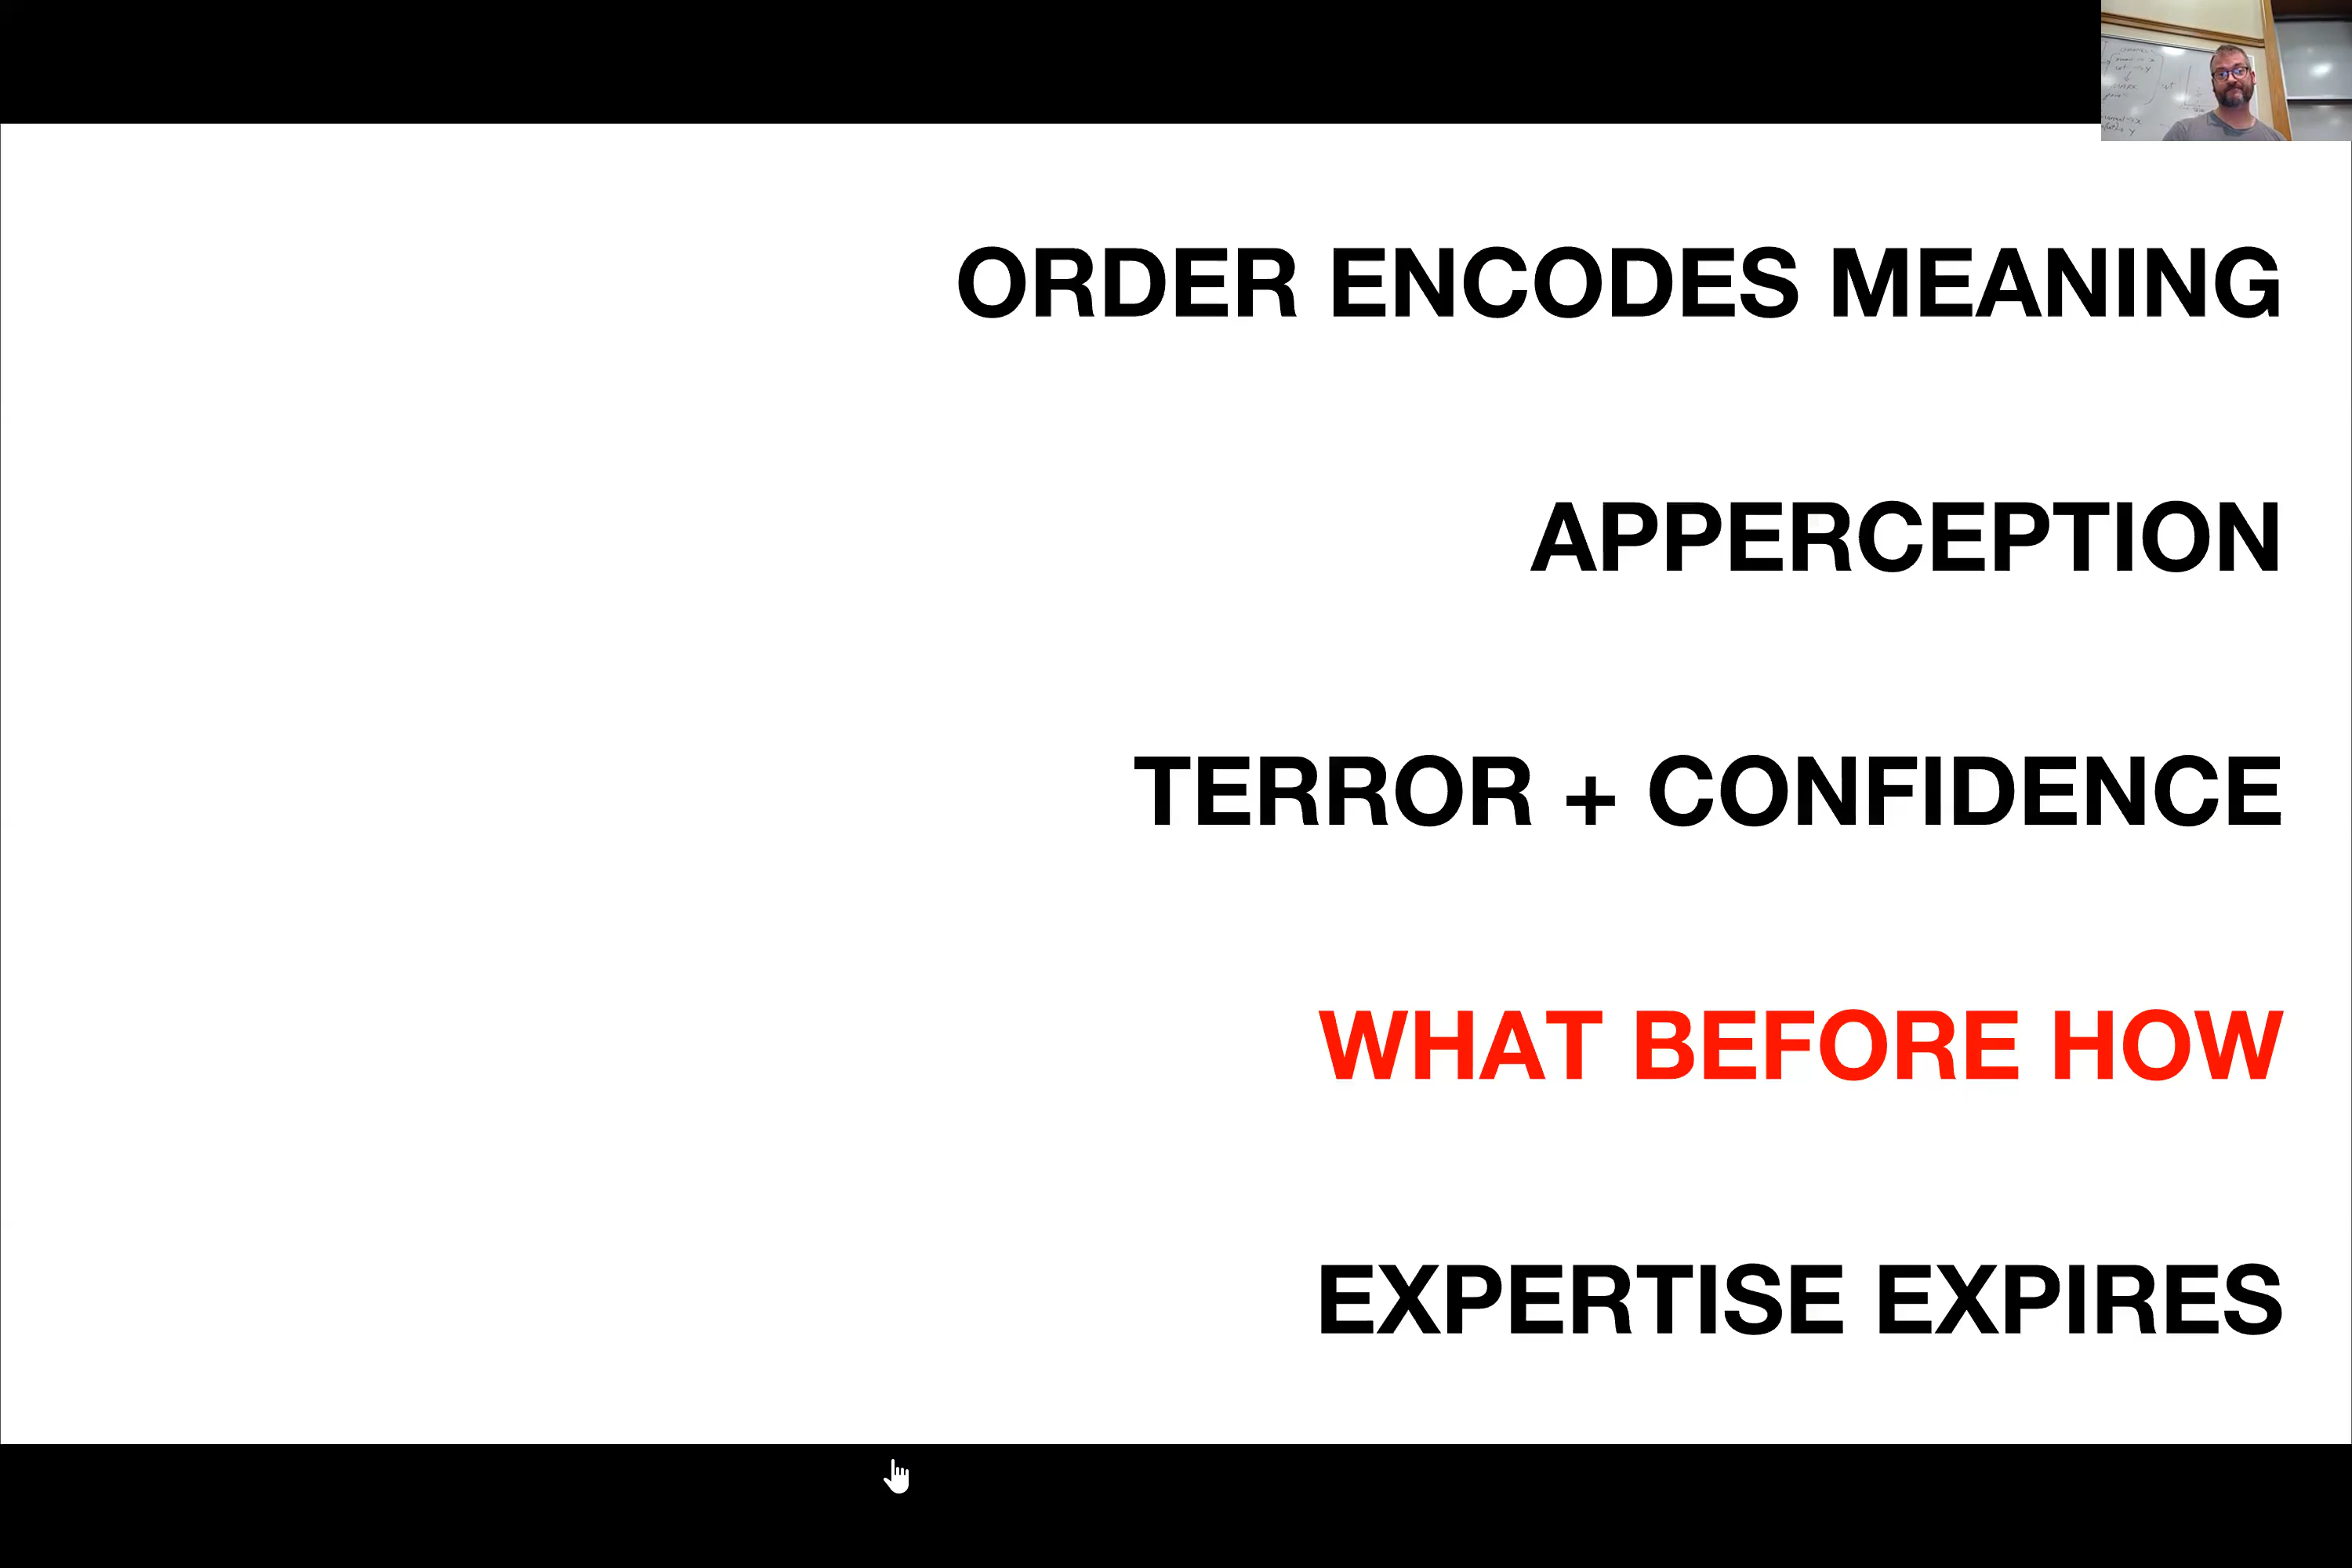 ORDER ENCODES MEANING
APPERCEPTION
TERROR + CONFIDENCE
WHAT BEFORE HOW
EXPERTISE EXPIRES